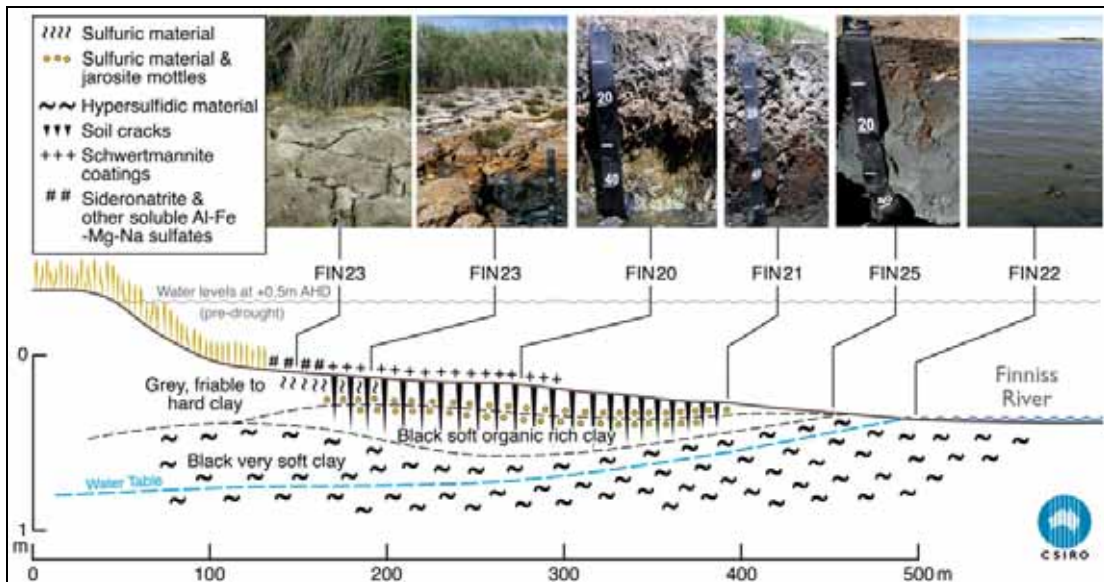 Sulfuric material
Sulfuric material &
jarosite mottles
Hypersulfidic material
Soil cracks
+++ Schwertmannite
coatings
## Sideronatrite &
other soluble Al-Fe
-Mg-Na sulfates
20
40
20
40
20
40
FIN23
FIN23
FIN20
FIN21
FIN25
FIN22
Water levels at +0.5m AHD
(pre-drought)
0
Grey, friable to
hard clay
Finniss
River
Black soft organic rich clay
Black very soft clay
Water Table
1
m
CSIRO
0
100
200
300
400
500 m